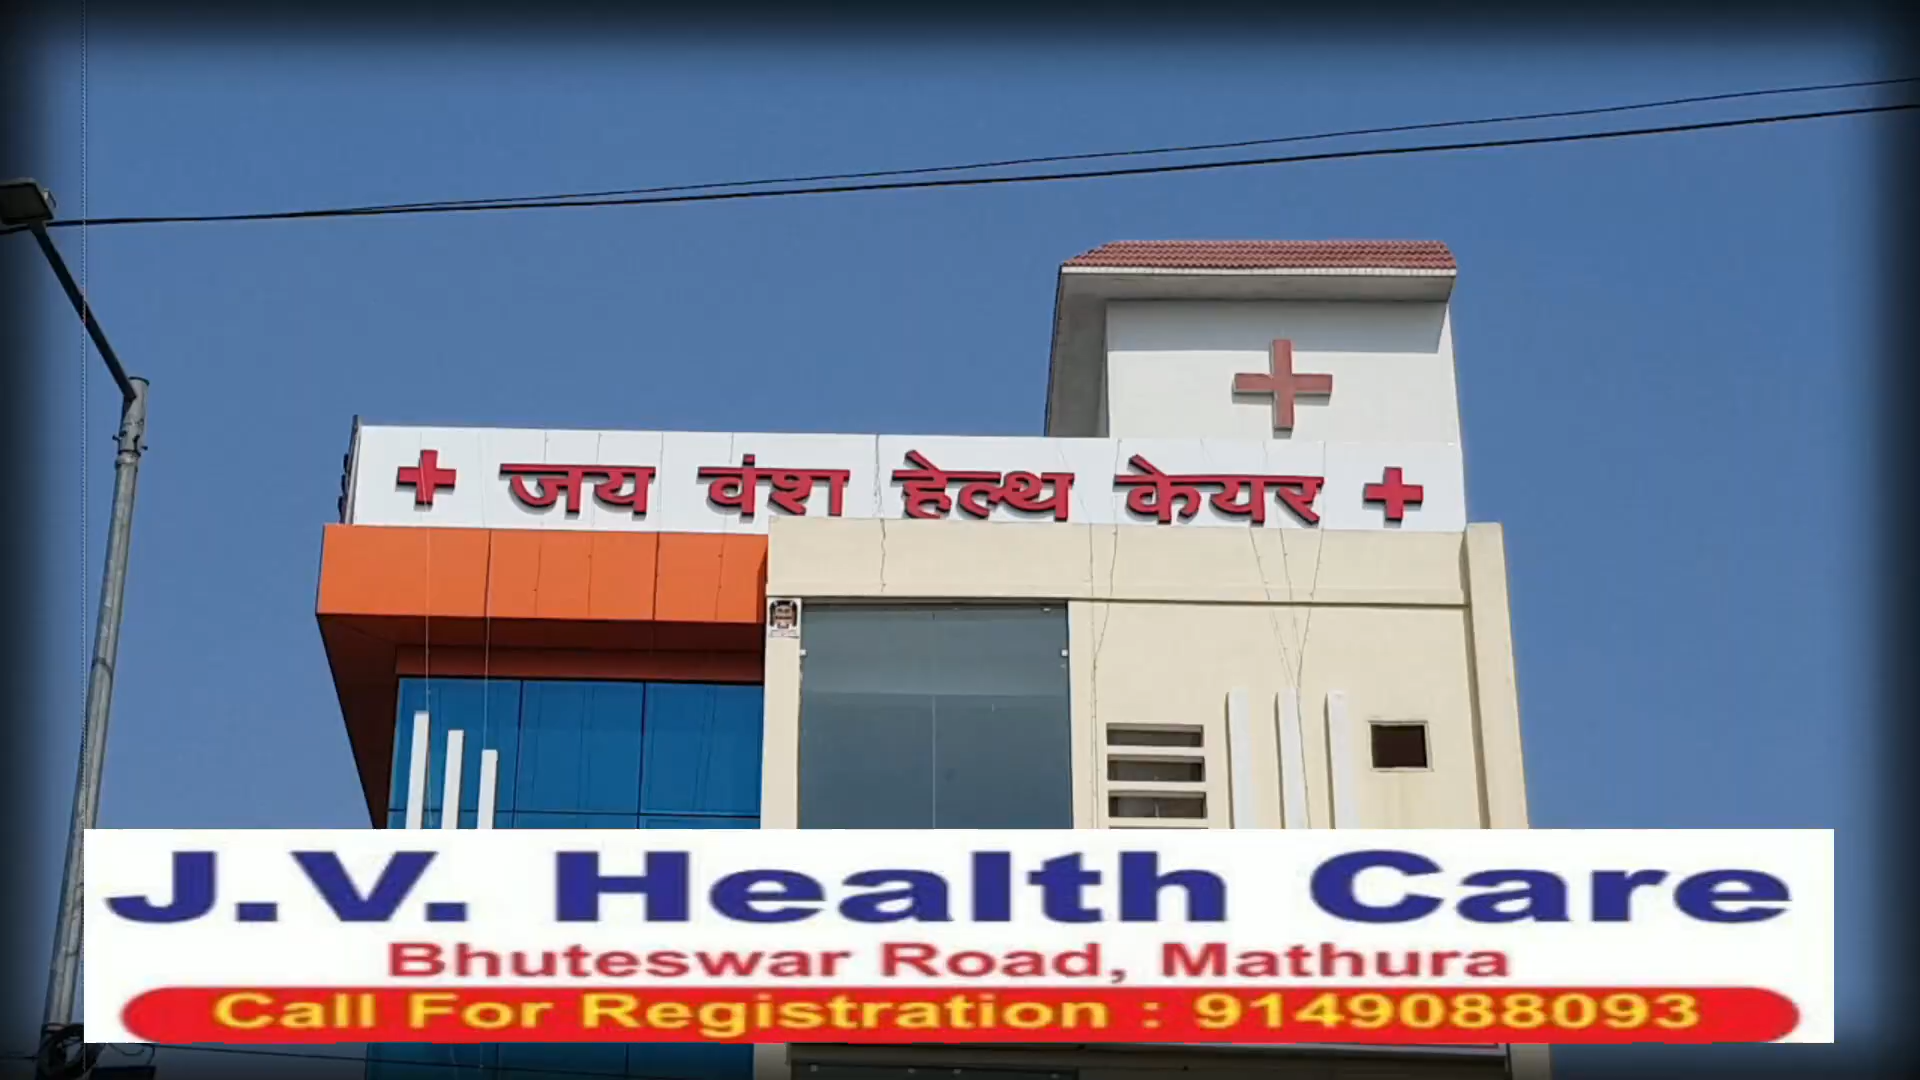 जय वंश हेल्थ केयर
J.V. Health Care
Bhuteswar Road, Mathura
Call For Registration : 9149088093